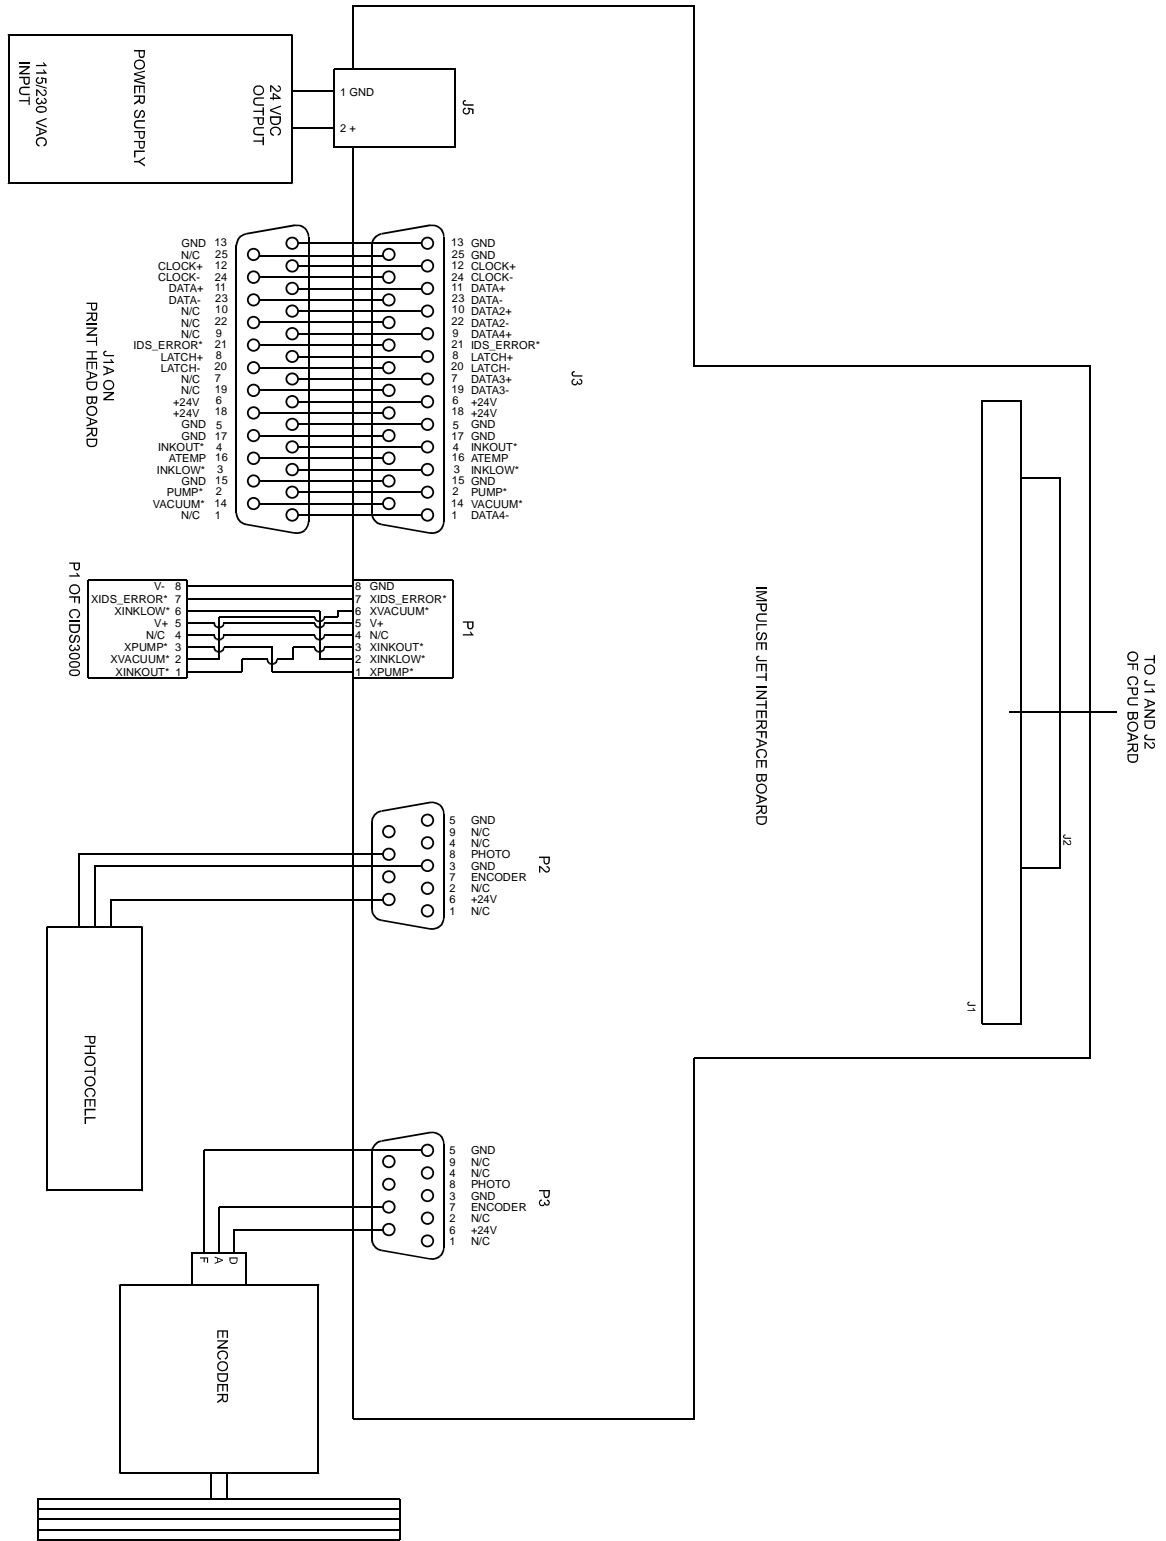 POWER SUPPLY
115/230 VAC
INPUT
24 VDC
OUTPUT
1 GND
2 +
J5
GND 13
N/C 25
CLOCK+ 12
CLOCK- 24
DATA+ 11
DATA- 23
N/C 10
N/C 22
N/C 9
IDS_ERROR* 21
LATCH+ 8
LATCH- 20
N/C 7
N/C 19
+24V 6
+24V 18
GND 5
GND 17
INKOUT* 4
ATEMP 16
INKLOW* 3
GND 15
PUMP* 2
VACUUM* 14
N/C 1
J1A ON
PRINT HEAD BOARD
13 GND
25 GND
12 CLOCK+
24 CLOCK-
11 DATA+
23 DATA-
10 DATA2+
22 DATA2-
9 DATA4+
21 IDS_ERROR*
8 LATCH+
20 LATCH-
7 DATA3+
19 DATA3-
6 +24V
18 +24V
5 GND
17 GND
4 INKOUT*
16 ATEMP
3 INKLOW*
15 GND
2 PUMP*
14 VACUUM*
1 DATA4-
J3
V- 8
XIDS_ERROR* 7
XINKLOW* 6
V+ 5
N/C 4
XPUMP* 3
XVACUUM* 2
XINKOUT* 1
P1 OF CIDS3000
8 GND
7 XIDS_ERROR*
6 XVACUUM*
5 V+
4 N/C
3 XINKOUT*
2 XINKLOW*
1 XPUMP*
P1
IMPULSE JET INTERFACE BOARD
TO J1 AND J2
OF CPU BOARD
J2
J1
5 GND
9 N/C
4 N/C
8 PHOTO
3 GND
7 ENCODER
2 N/C
6 +24V
1 N/C
P2
PHOTOCELL
5 GND
9 N/C
4 N/C
8 PHOTO
3 GND
7 ENCODER
2 N/C
6 +24V
1 N/C
P3
F A D
ENCODER